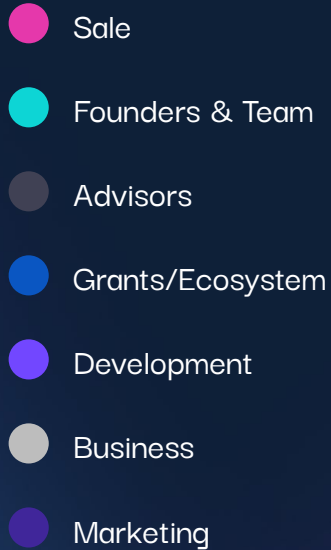 Sale
Founders & Team
Advisors
Grants/Ecosystem
Development
Business
Marketing